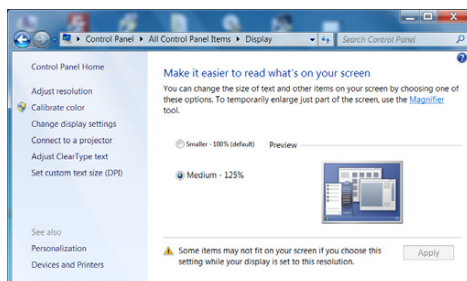 Control Panel ▸ All Control Panel Items ▸ Display
Search Control Panel
Control Panel Home
Adjust resolution
Calibrate color
Change display settings
Connect to a projector
Adjust ClearType text
Set custom text size (DPI)
See also
Personalization
Devices and Printers
Make it easier to read what's on your screen
You can change the size of text and other items on your screen by choosing one of
these options. To temporarily enlarge just part of the screen, use the Magnifier
tool.
Smaller - 100% (default)
Preview
Medium - 125%
Some items may not fit on your screen if you choose this
setting while your display is set to this resolution.
Apply